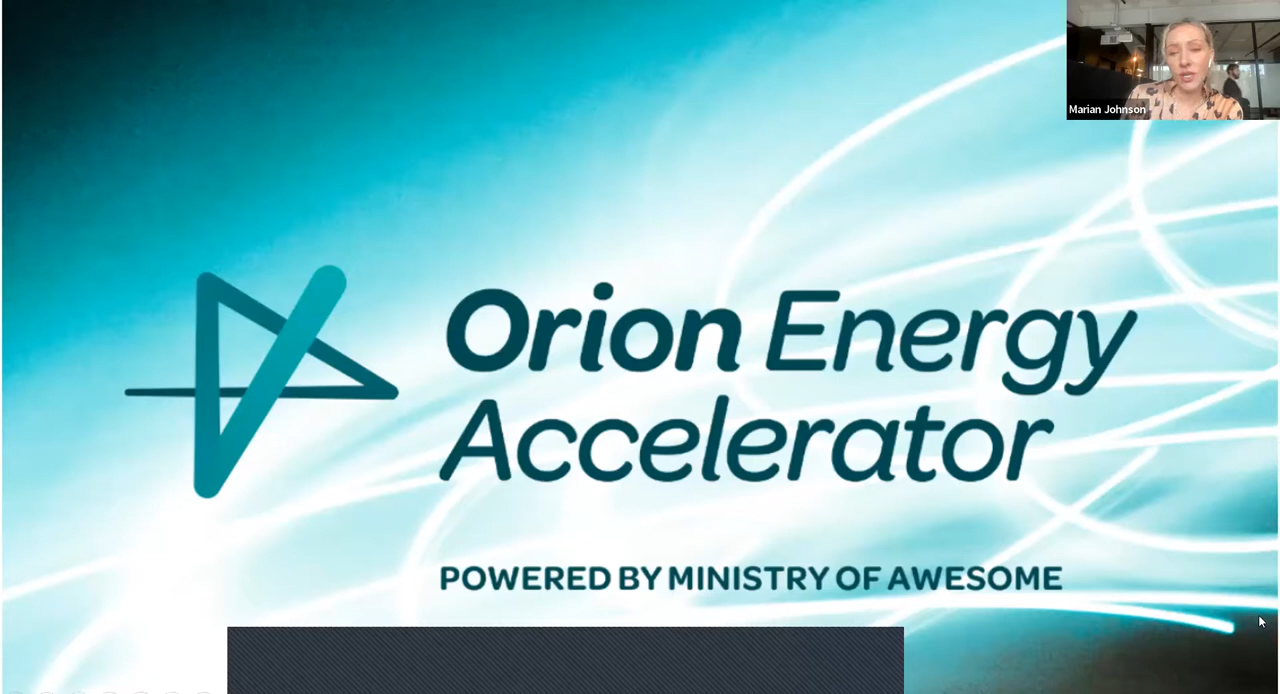 Marian Johnson
Orion Energy
Accelerator
POWERED BY MINISTRY OF AWESOME